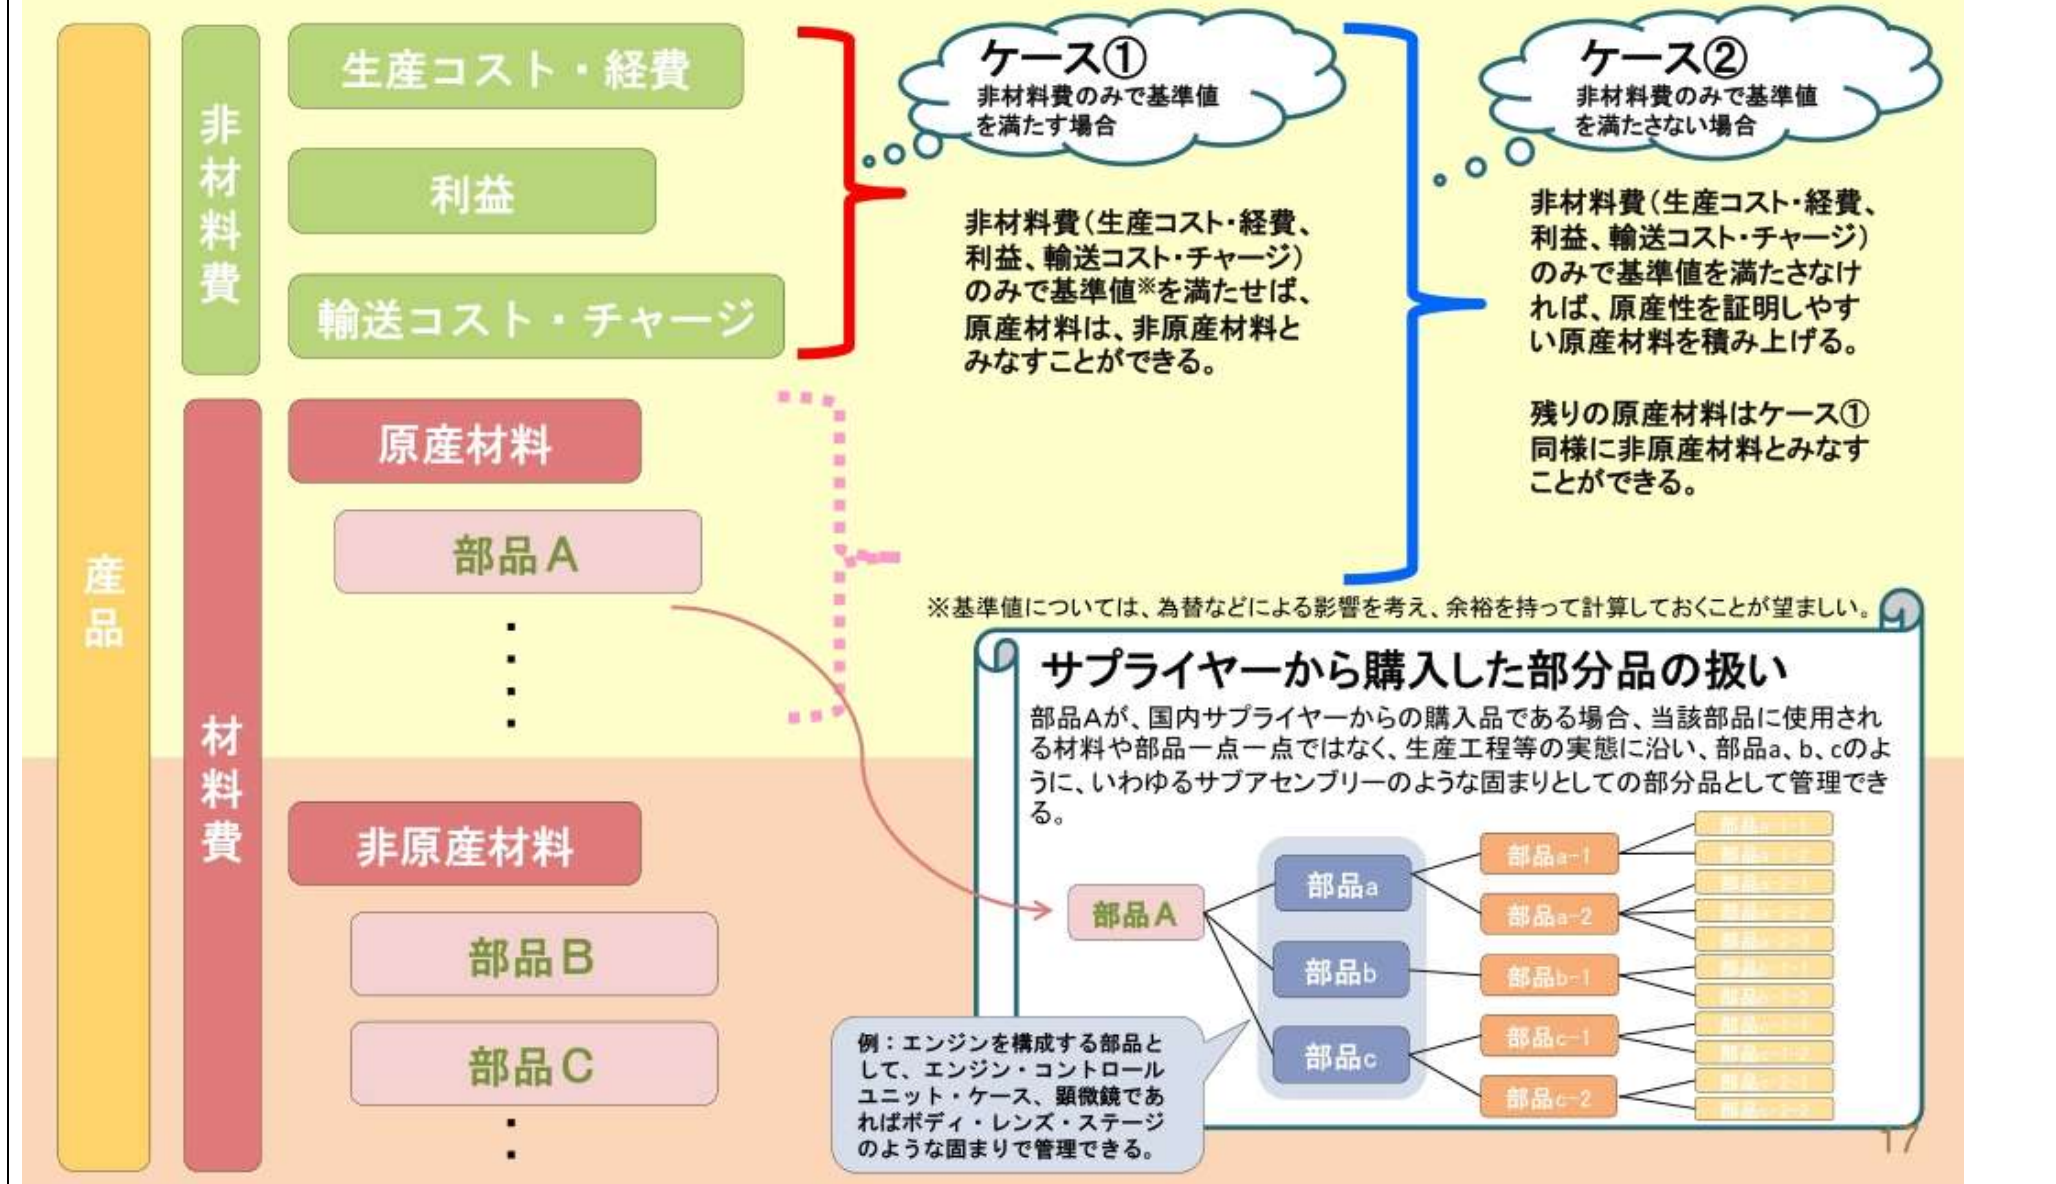 産品
非材料費
生産コスト・経費
利益
輸送コスト・チャージ
材料費
原産材料
部品A
非原産材料
部品B
部品C
ケース①
非材料費のみで基準値
を満たす場合
非材料費(生産コスト・経費、
利益、輸送コスト・チャージ)
のみで基準値※を満たせば、
原産材料は、非原産材料と
みなすことができる。
ケース②
非材料費のみで基準値
を満たさない場合
非材料費(生産コスト・経費、
利益、輸送コスト・チャージ)
のみで基準値を満たさなけ
れば、原産性を証明しやす
い原産材料を積み上げる。
残りの原産材料はケース①
同様に非原産材料とみなす
ことができる。
※基準値については、為替などによる影響を考え、余裕を持って計算しておくことが望ましい。
サプライヤーから購入した部分品の扱い
部品Aが、国内サプライヤーからの購入品である場合、当該部品に使用され
る材料や部品一点一点ではなく、生産工程等の実態に沿い、部品a、b、cのよ
うに、いわゆるサブアセンブリーのような固まりとしての部分品として管理でき
る。
部品A
部品a
部品b
部品c
部品a-1
部品a-2
部品b-1
部品c-1
部品c-2
例：エンジンを構成する部品と
して、エンジン・コントロール
ユニット・ケース、顕微鏡であ
ればボディ・レンズ・ステージ
のような固まりで管理できる。
17